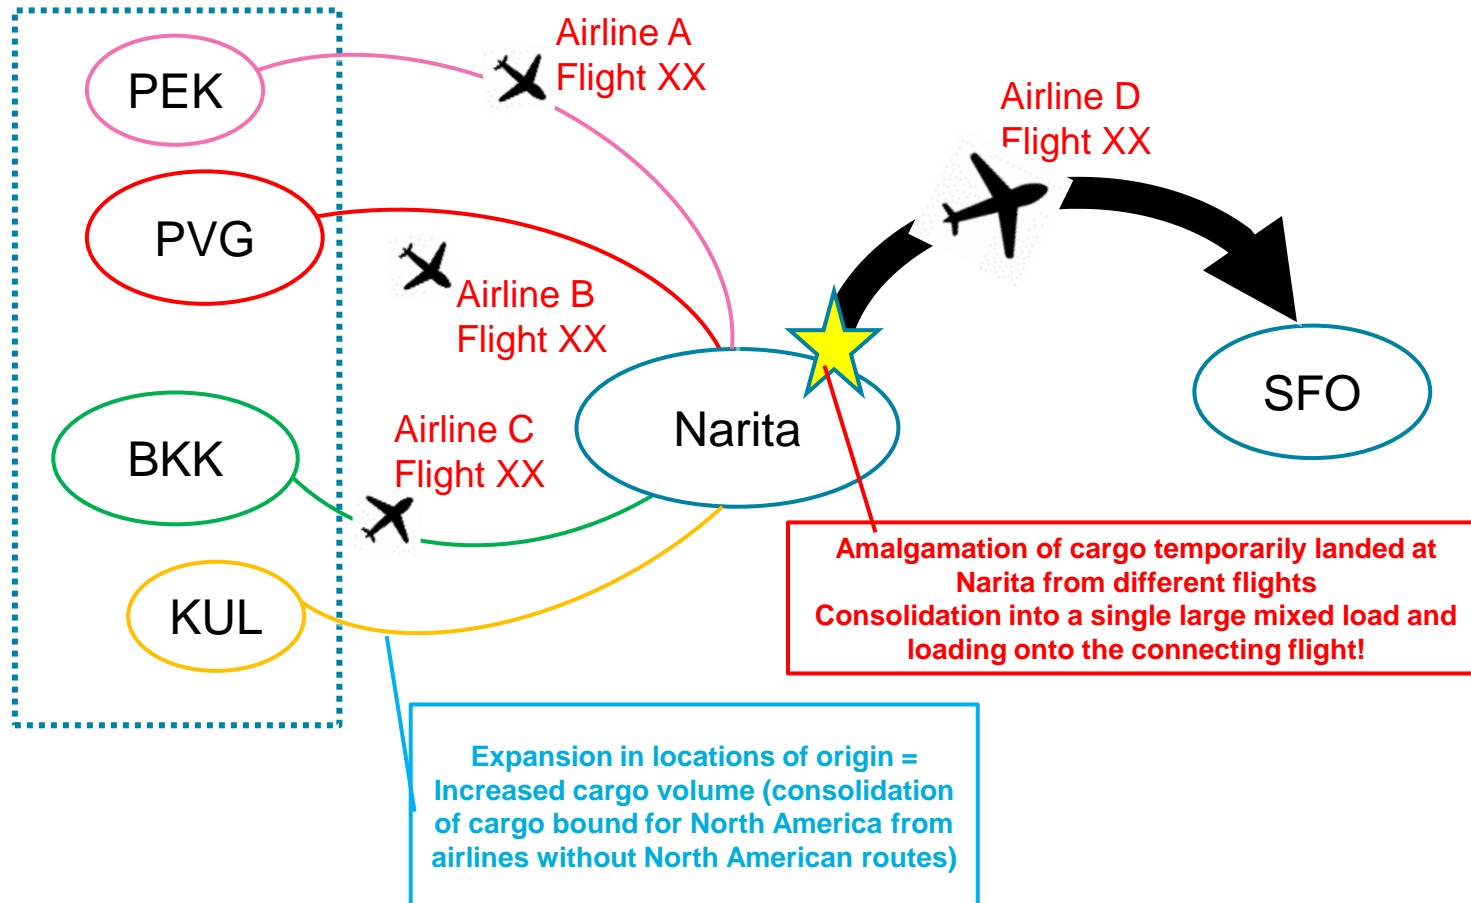 PEK
Airline A
Flight XX
Airline D
Flight XX
PVG
Airline B
Flight XX
SFO
Narita
BKK
Airline C
Flight XX
KUL
Amalgamation of cargo temporarily landed at
Narita from different flights
Consolidation into a single large mixed load and
loading onto the connecting flight!
Expansion in locations of origin =
Increased cargo volume (consolidation
of cargo bound for North America from
airlines without North American routes)